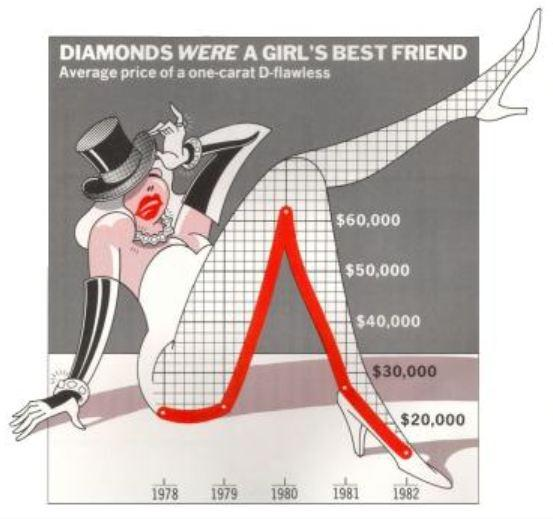 DIAMONDS WERE A GIRL'S BEST FRIEND
Average price of a one-carat D-flawless
$60,000
$50,000
$40,000
$30,000
$20,000
1978 1979 1980 1981 1982